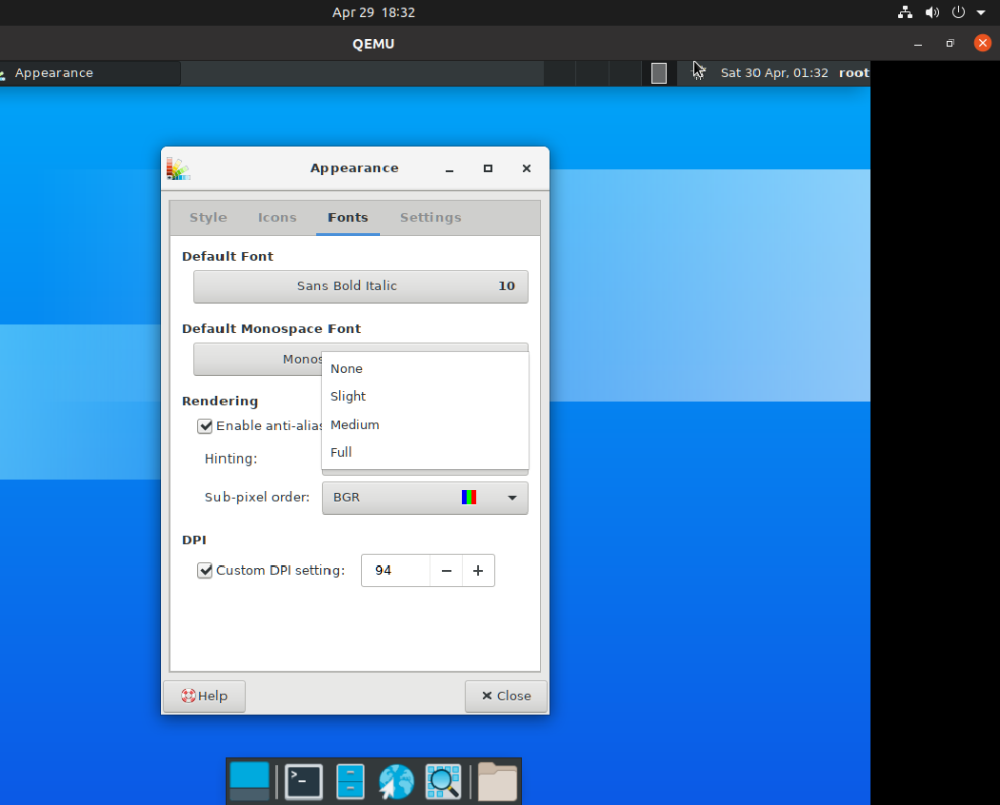 Apr 29 18:32
QEMU
Appearance
Sat 30 Apr, 01:32 root
Appearance
Style Icons Fonts Settings
Default Font
Sans Bold Italic 10
Default Monospace Font
Monos
None
Slight
Rendering
Enable anti-alias
Medium
Full
Hinting:
Sub-pixel order: BGR
DPI
Custom DPI setting: 94
Help Close